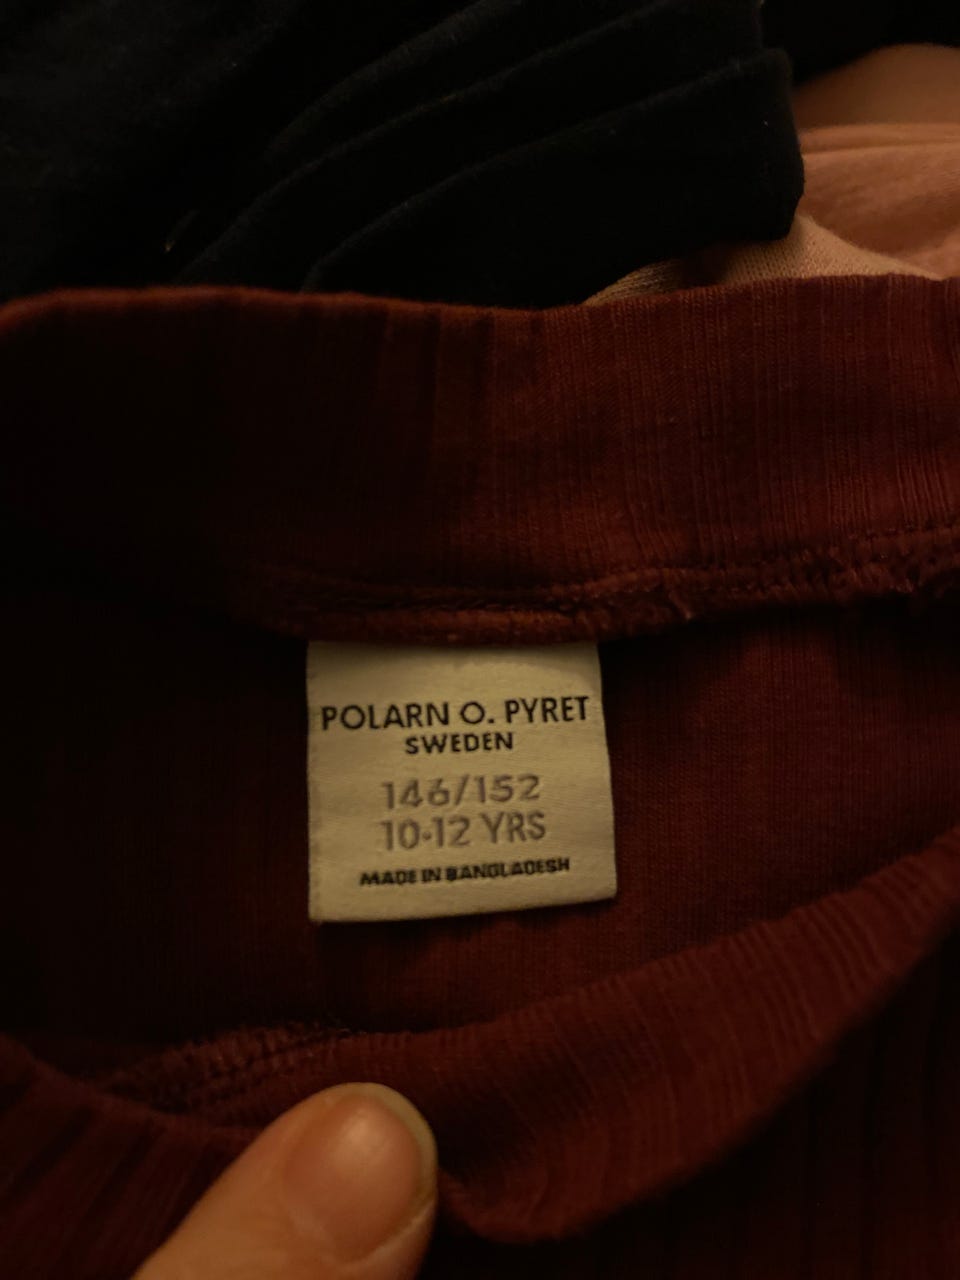 POLARN O. PYRET
SWEDEN
146/152
10-12 YRS
MADE IN BANGLADESH